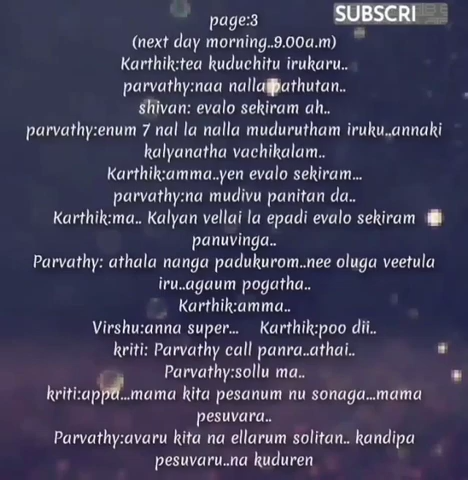 SUBSCRI
page:3
(next day morning..9.00a.m)
Karthik:tea kuduchitu irukaru..
parvathy:naa nalla pathutan..
shivan: evalo sekiram ah..
parvathy:enum 7 nal la nalla mudurutham iruku..annaki
kalyanatha vachikalam..
Karthik:amma..yen evalo sekiram...
parvathy:na mudivu panitan da..
Karthik:ma.. Kalyan vellai la epadi evalo sekiram
panuvinga..
Parvathy: athala nanga padukurom..nee oluga veetula
iru..agaum pogatha..
Karthik:amma..
Virshu:anna super... Karthik:poo dii..
kriti: Parvathy call panra..athai..
Parvathy:sollu ma..
kriti:appa...mama kita pesanum nu sonaga...mama
pesuvara..
Parvathy:avaru kita na ellarum solitan.. kandipa
pesuvaru..na kuduren